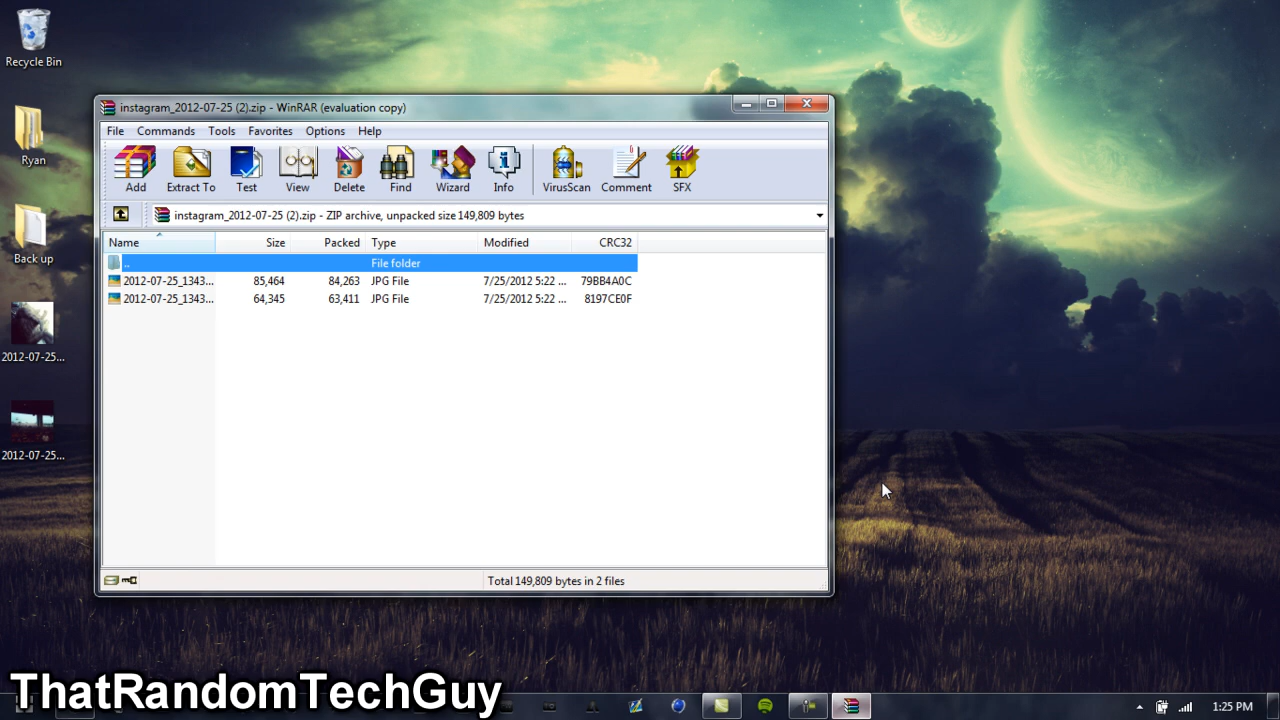 Recycle Bin
Ryan
Back up
2012-07-25...
2012-07-25...
instagram_2012-07-25 (2).zip - WinRAR (evaluation copy)
File Commands Tools Favorites Options Help
Add Extract To Test View Delete Find Wizard Info VirusScan Comment SFX
instagram_2012-07-25 (2).zip - ZIP archive, unpacked size 149,809 bytes
Name Size Packed Type Modified CRC32
.. File folder
2012-07-25_1343... 85,464 84,263 JPG File 7/25/2012 5:22 ... 79BB4A0C
2012-07-25_1343... 64,345 63,411 JPG File 7/25/2012 5:22 ... 8197CE0F
Total 149,809 bytes in 2 files
ThatRandomTechGuy
1:25 PM